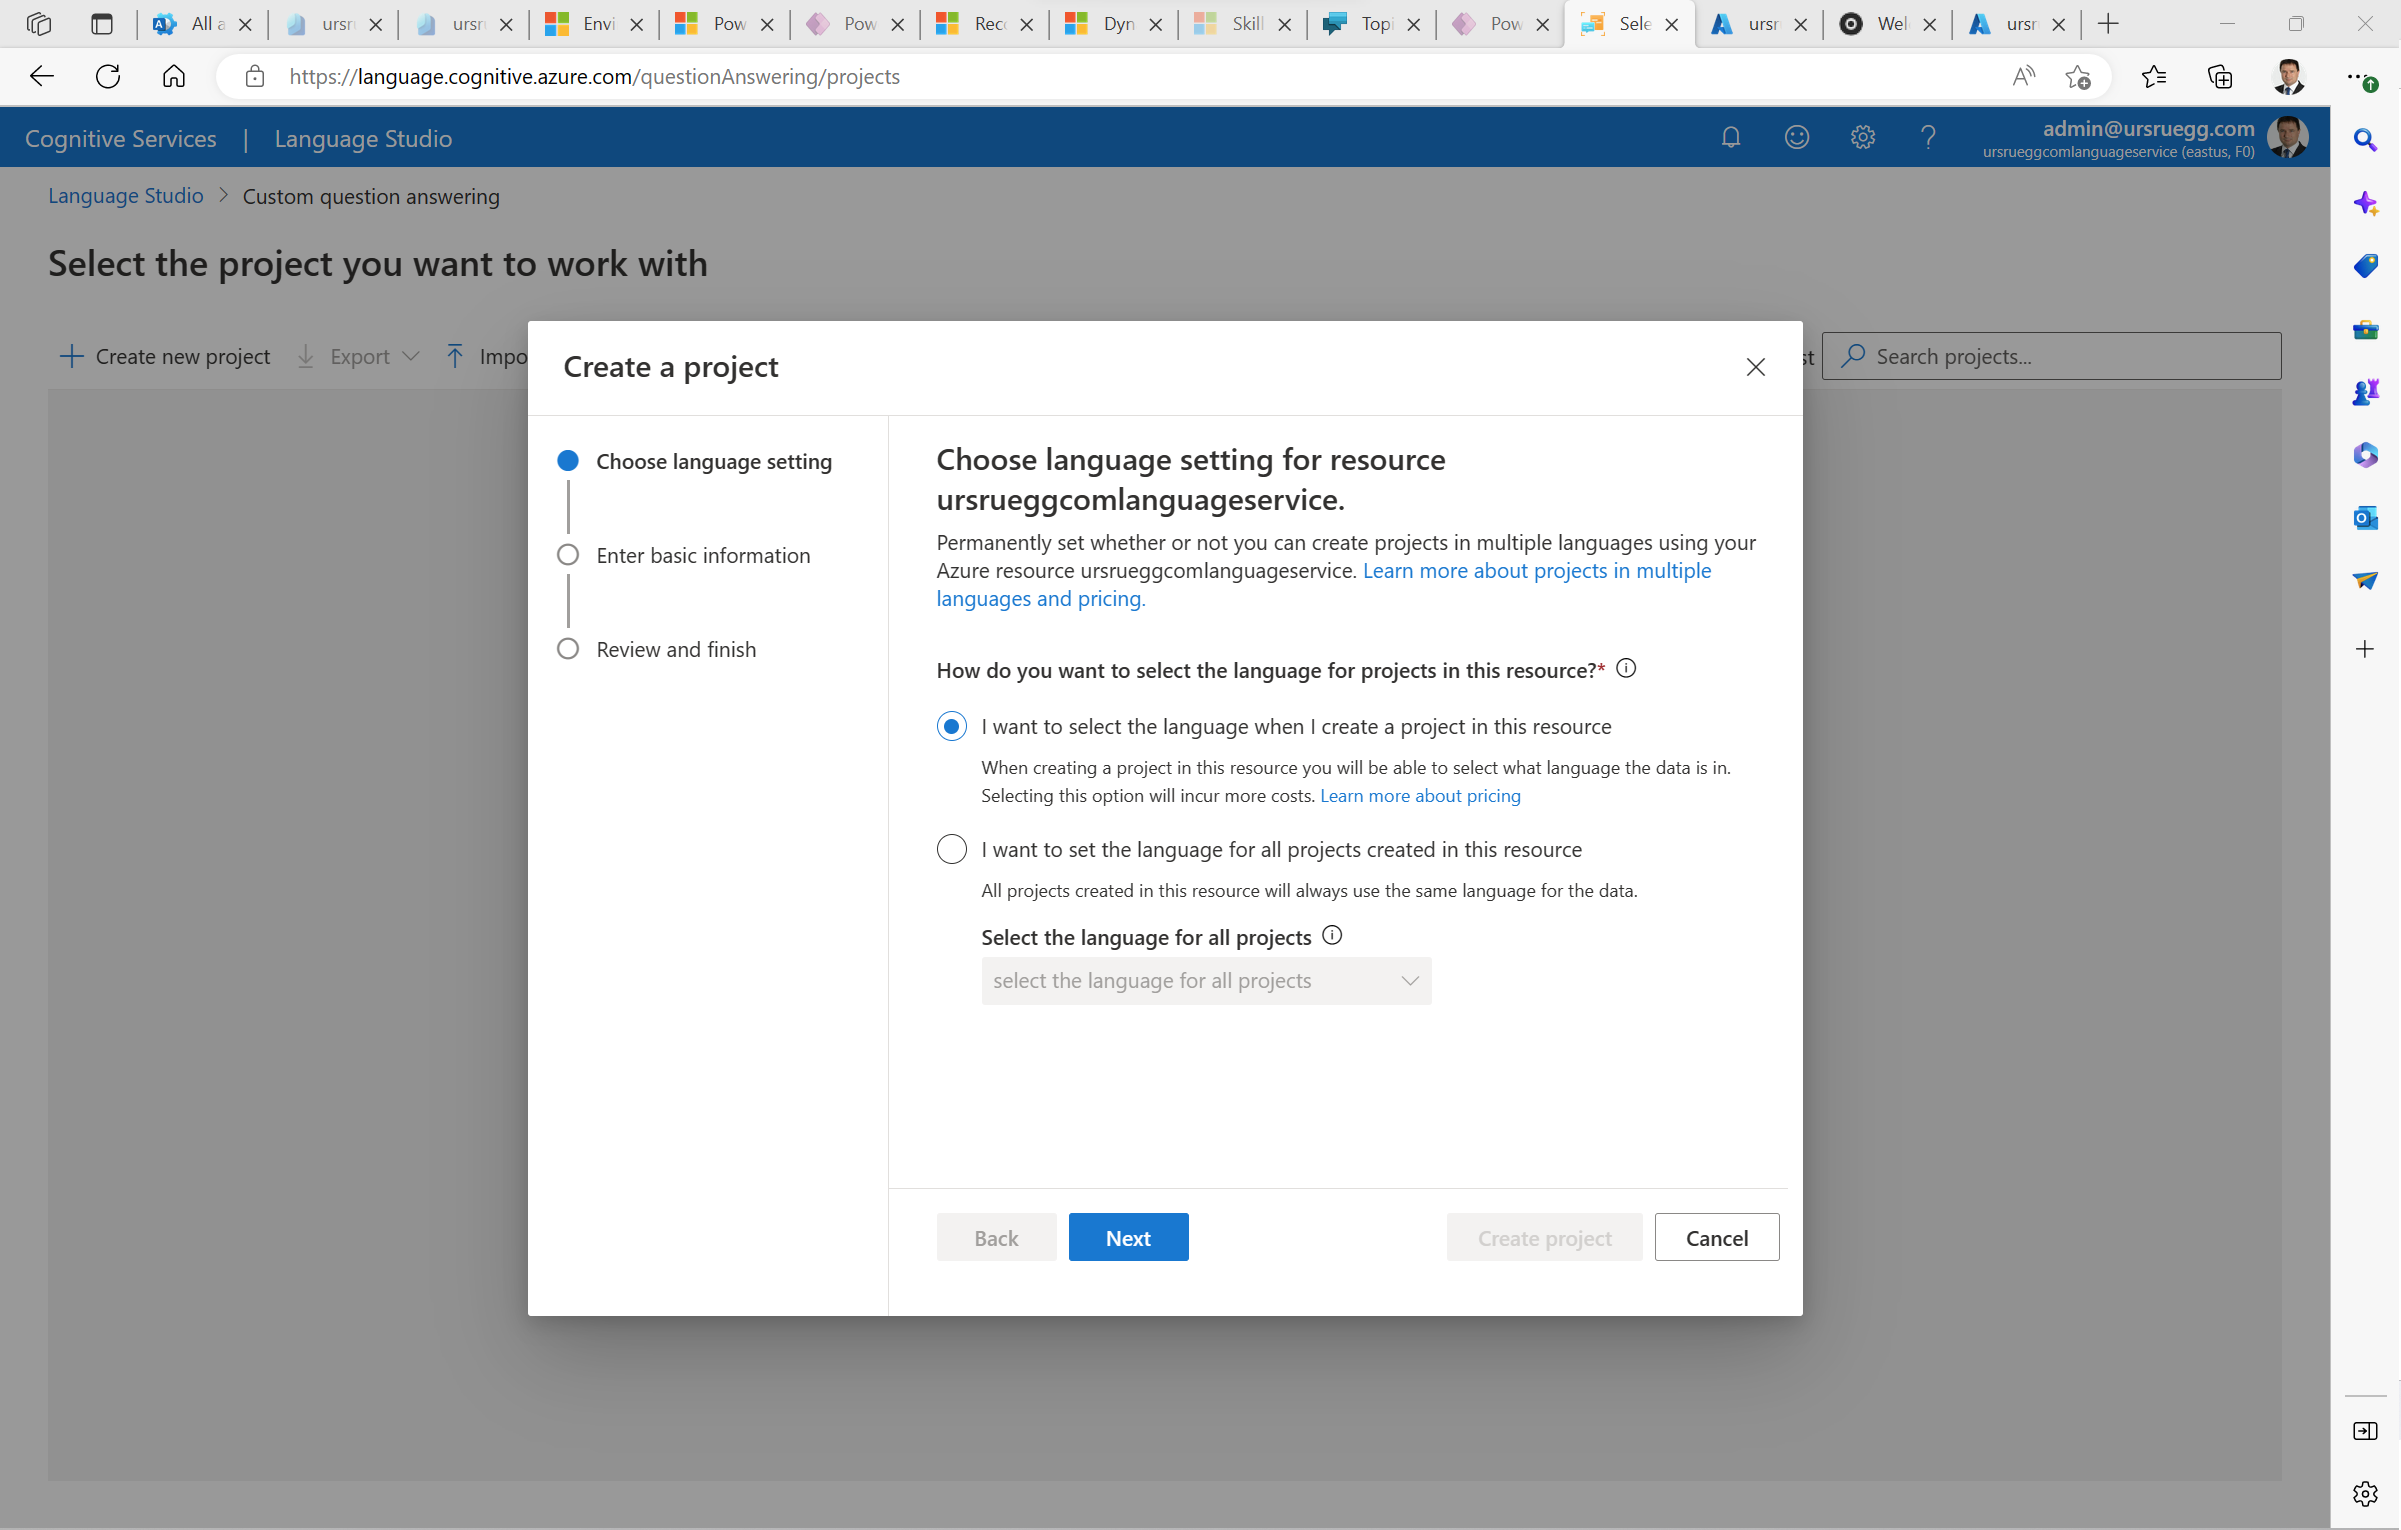 All a
ursr
ursr
Envi
Pow
Pow
Rec
Dyn
Skill
Topi
Pow
Sele
ursr
Wel
ursr
https://language.cognitive.azure.com/questionAnswering/projects
Cognitive Services | Language Studio
admin@ursruegg.com
ursrueggcomlanguageservice (eastus, F0)
Language Studio > Custom question answering
Select the project you want to work with
Create new project
Export
Impo
st
Search projects...
Create a project
Choose language setting
Enter basic information
Review and finish
Choose language setting for resource
ursrueggcomlanguageservice.
Permanently set whether or not you can create projects in multiple languages using your
Azure resource ursrueggcomlanguageservice. Learn more about projects in multiple
languages and pricing.
How do you want to select the language for projects in this resource?*
I want to select the language when I create a project in this resource
When creating a project in this resource you will be able to select what language the data is in.
Selecting this option will incur more costs. Learn more about pricing
I want to set the language for all projects created in this resource
All projects created in this resource will always use the same language for the data.
Select the language for all projects
select the language for all projects
Back
Next
Create project
Cancel